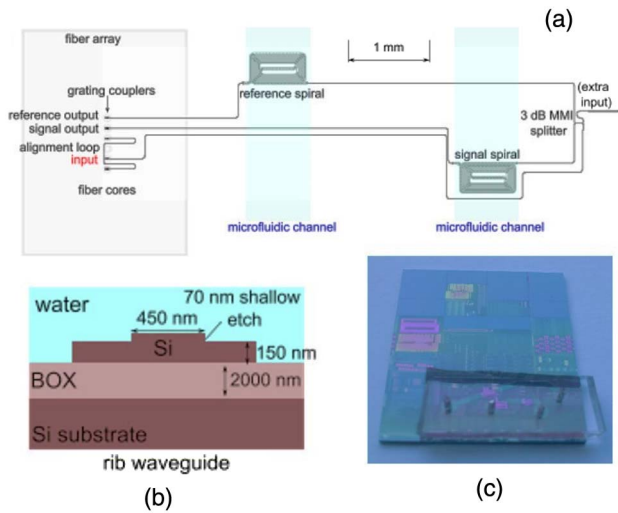 (a)
fiber array
1 mm
grating couplers
reference output
signal output
alignment loop
input
fiber cores
reference spiral
(extra
input)
3 dB MMI
splitter
signal spiral
microfluidic channel
microfluidic channel
water
70 nm shallow
etch
450 nm
Si
150 nm
BOX
2000 nm
Si substrate
rib waveguide
(b)
(c)